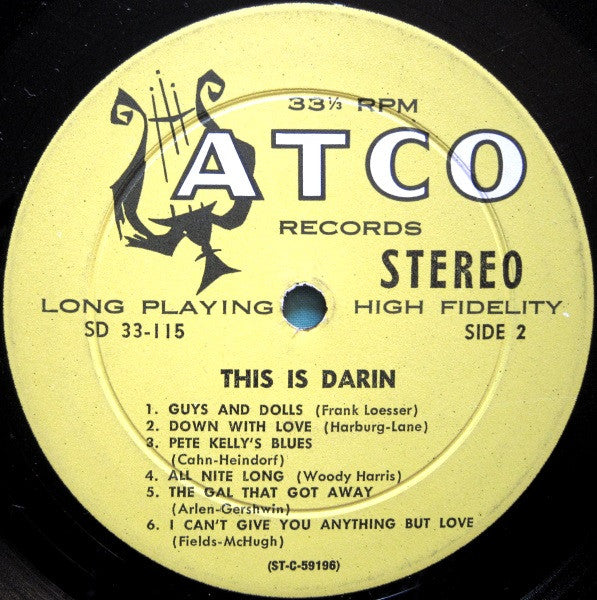 33⅓ RPM
ATCO
RECORDS
STEREO
LONG PLAYING HIGH FIDELITY
SD 33-115 SIDE 2
THIS IS DARIN
1. GUYS AND DOLLS (Frank Loesser)
2. DOWN WITH LOVE (Harburg-Lane)
3. PETE KELLY'S BLUES
(Cahn-Heindorf)
4. ALL NITE LONG (Woody Harris)
5. THE GAL THAT GOT AWAY
(Arlen-Gershwin)
6. I CAN'T GIVE YOU ANYTHING BUT LOVE
(Fields-McHugh)
(ST-C-59196)